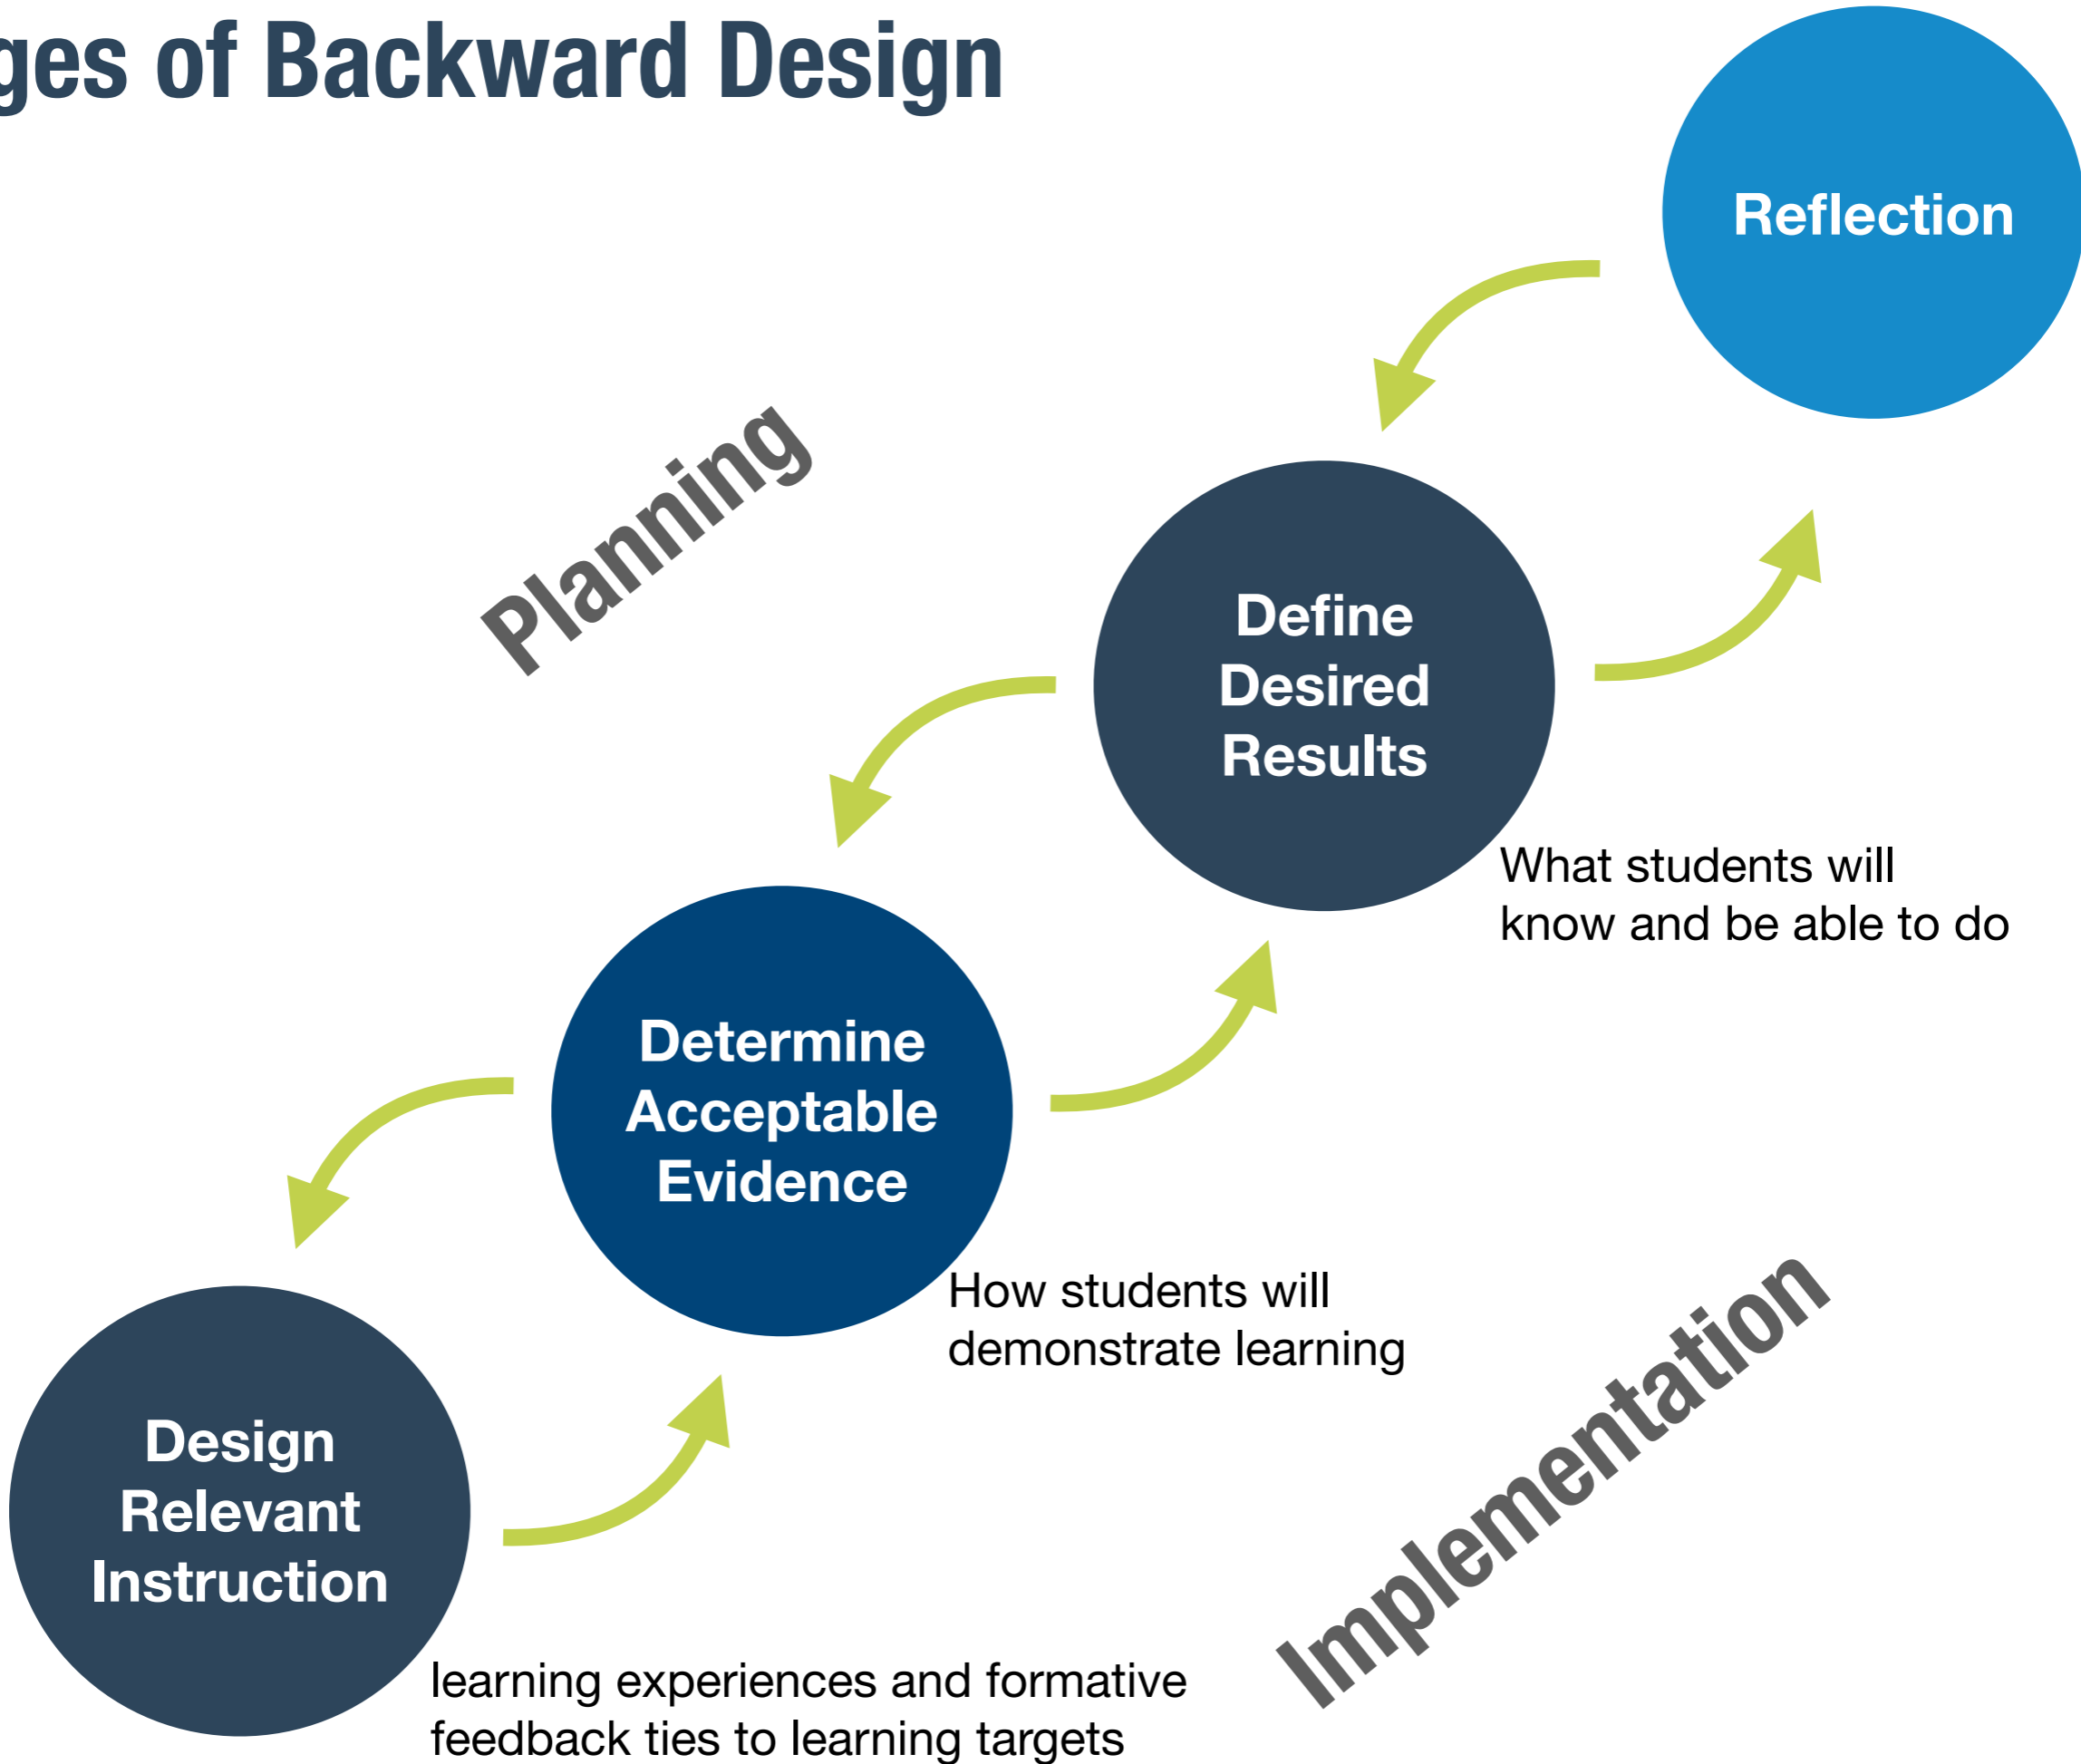 ges of Backward Design
Reflection
Planning
Define
Desired
Results
What students will
know and be able to do
Determine
Acceptable
Evidence
How students will
demonstrate learning
Implementation
Design
Relevant
Instruction
learning experiences and formative
feedback ties to learning targets